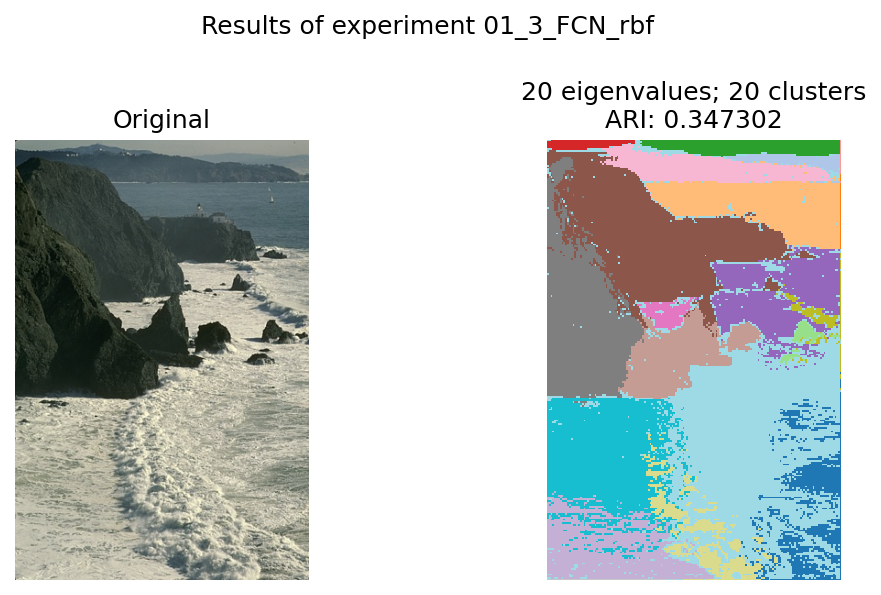 Results of experiment 01_3_FCN_rbf
Original
20 eigenvalues; 20 clusters
ARI: 0.347302